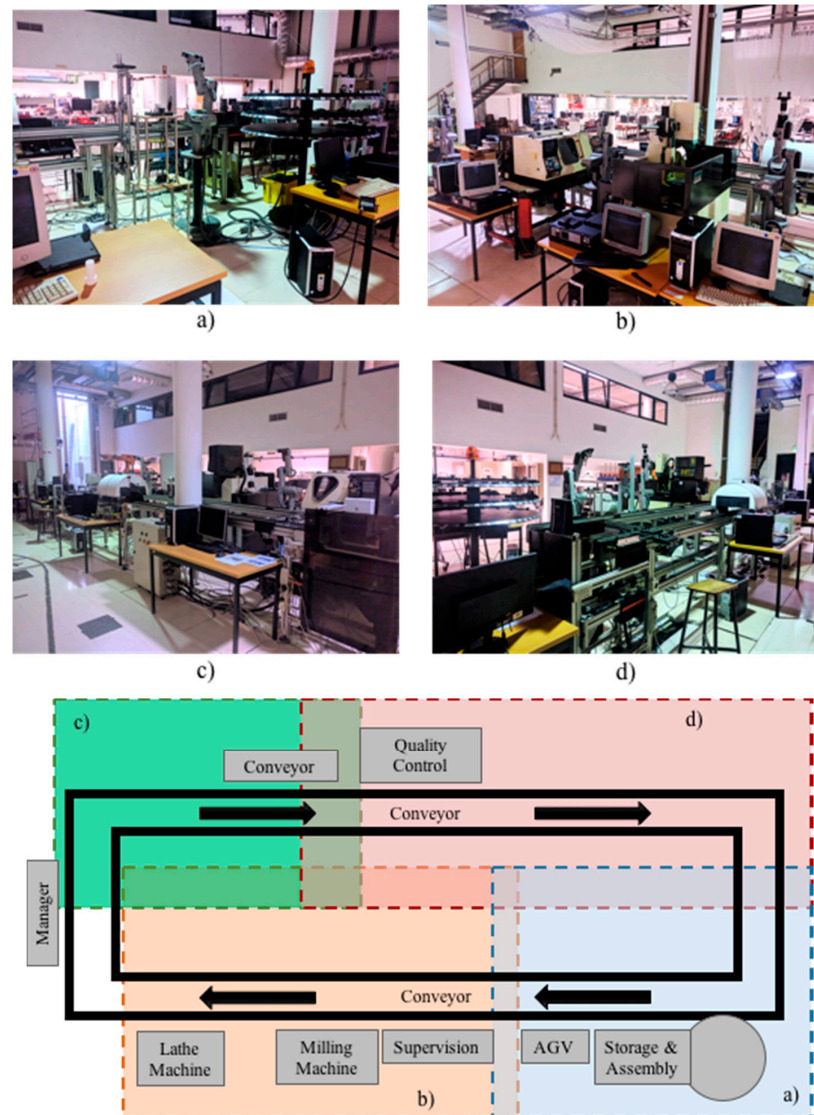 a)
b)
c)
d)
c)
d)
Quality
Control
Conveyor
Conveyor
Manager
Conveyor
Lathe
Machine
Milling
Machine
Supervision
AGV
Storage &
Assembly
b)
a)